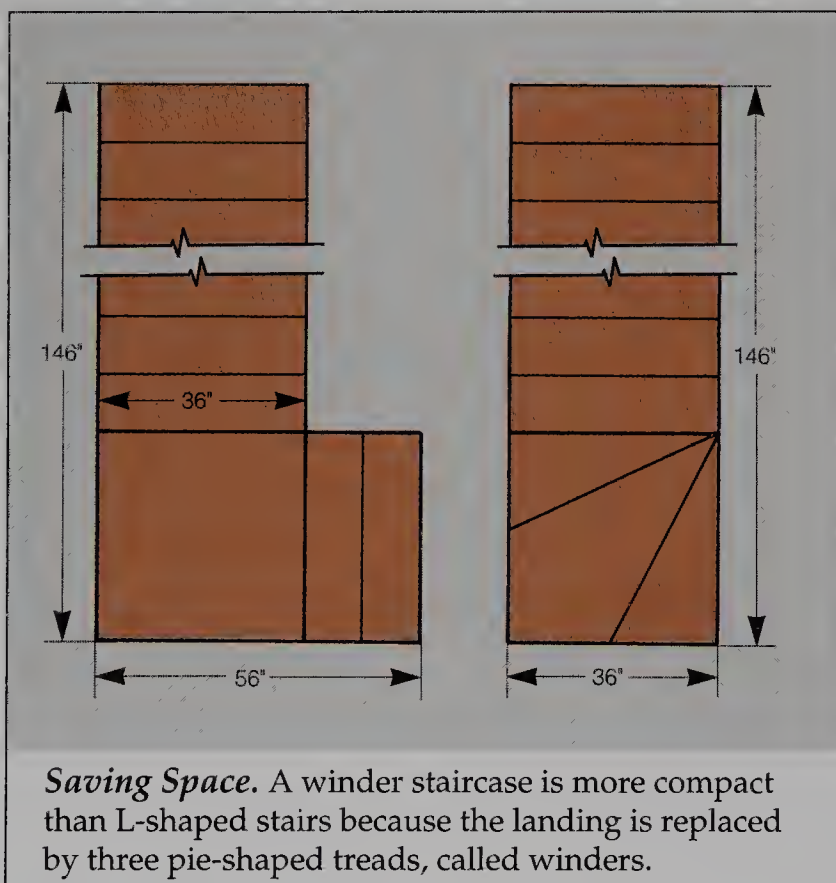 146"
36"
146"
56"
36"
Saving Space. A winder staircase is more compact
than L-shaped stairs because the landing is replaced
by three pie-shaped treads, called winders.